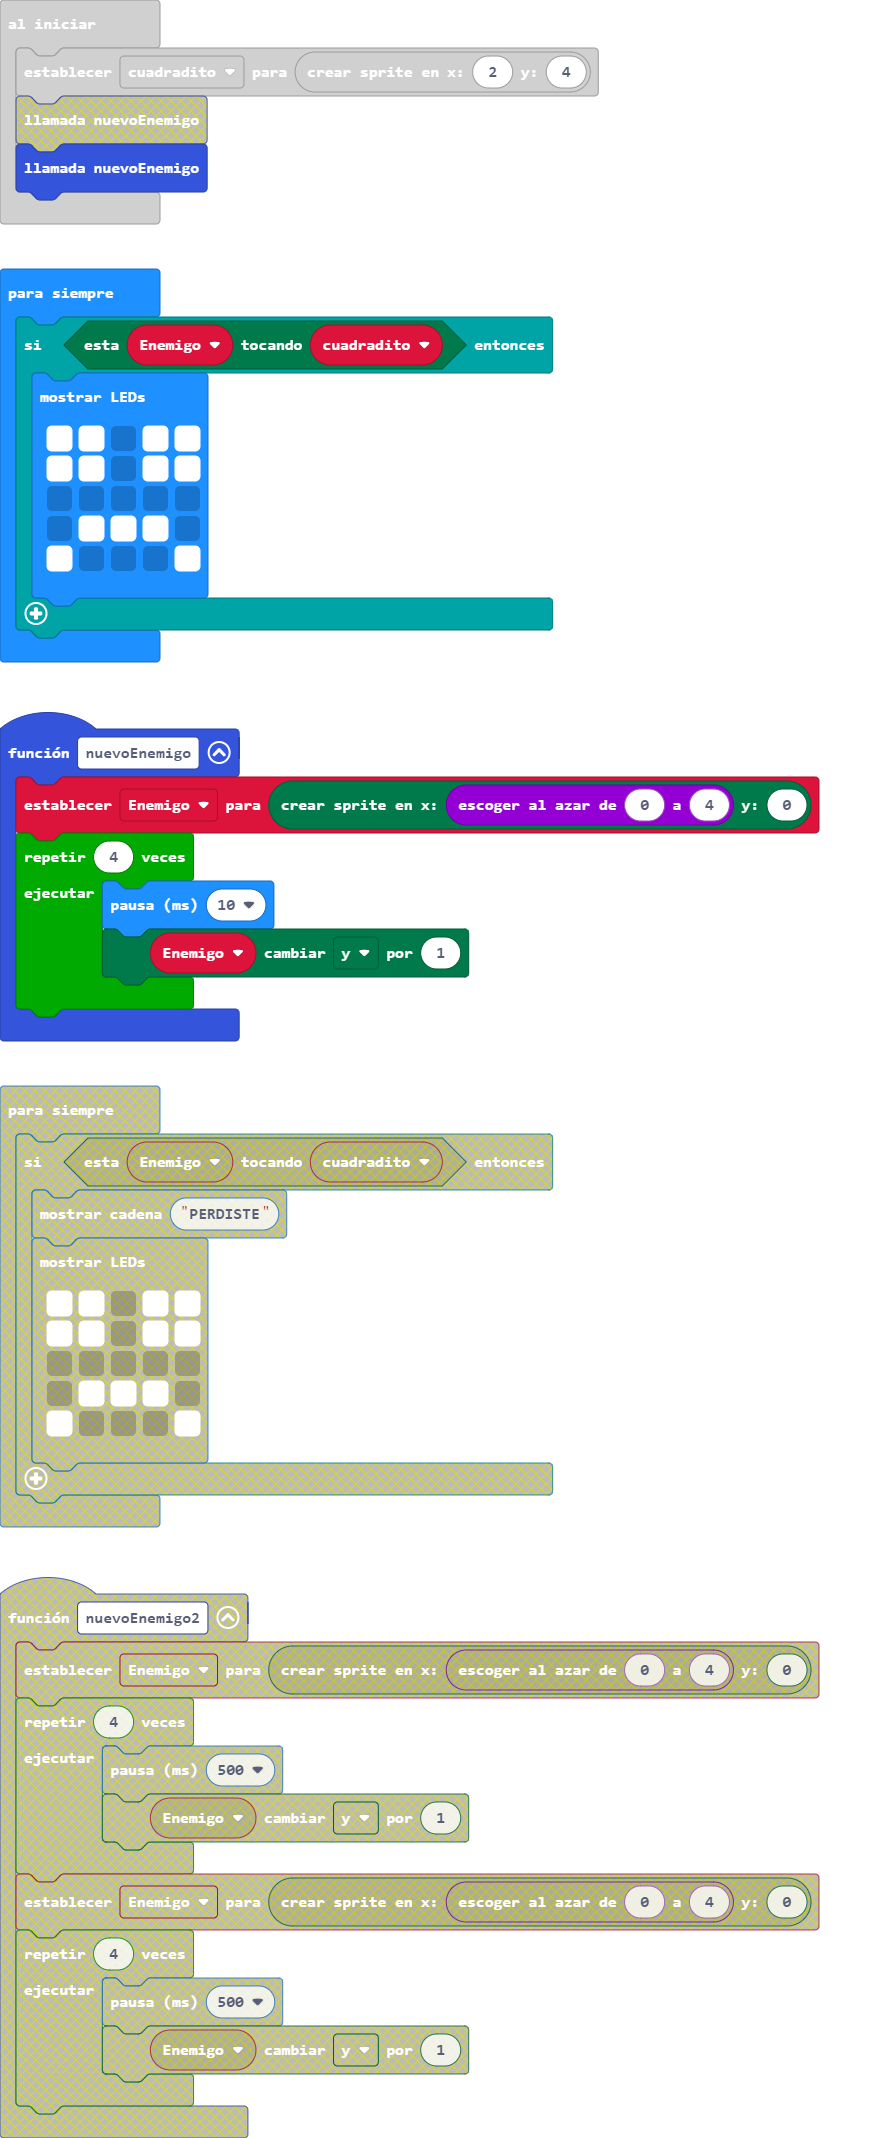 al iniciar
establecer cuadradito para crear sprite en x: 2 y: 4
llamada nuevoEnemigo
llamada nuevoEnemigo
para siempre
si esta Enemigo tocando cuadradito entonces
mostrar LEDs
función nuevoEnemigo
establecer Enemigo para crear sprite en x: escoger al azar de 0 a 4 y: 0
repetir 4 veces
ejecutar
pausa (ms) 10
Enemigo cambiar y por 1
para siempre
si esta Enemigo tocando cuadradito entonces
mostrar cadena "PERDISTE"
mostrar LEDs
función nuevoEnemigo2
establecer Enemigo para crear sprite en x: escoger al azar de 0 a 4 y: 0
repetir 4 veces
ejecutar
pausa (ms) 500
Enemigo cambiar y por 1
establecer Enemigo para crear sprite en x: escoger al azar de 0 a 4 y: 0
repetir 4 veces
ejecutar
pausa (ms) 500
Enemigo cambiar y por 1